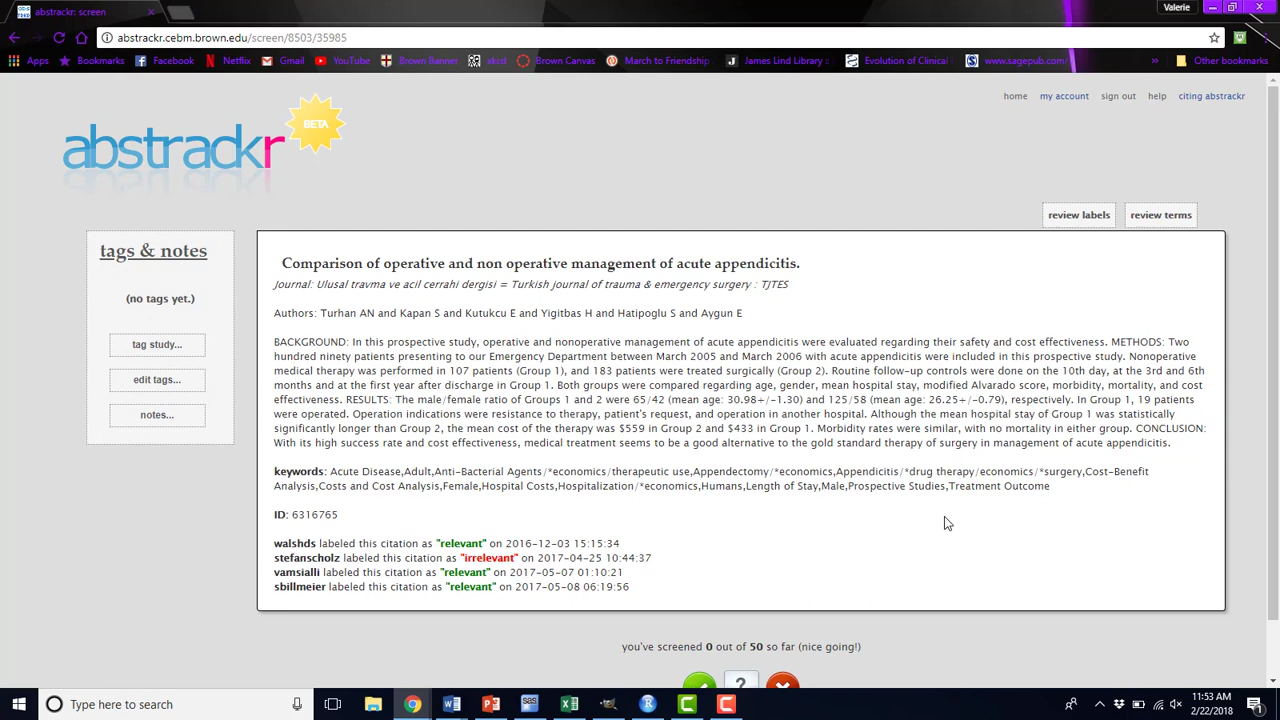 abstrackr: screen
Valerie
abstrackr.cebm.brown.edu/screen/8503/35985
Apps Bookmarks Facebook Netflix Gmail YouTube Brown Banner xkcd Brown Canvas March to Friendship James Lind Library Evolution of Clinical www.sagepub.com/ » Other bookmarks
home my account sign out help citing abstrackr
abstrackr BETA
review labels review terms
tags & notes
(no tags yet.)
tag study...
edit tags...
notes...
Comparison of operative and non operative management of acute appendicitis.
Journal: Ulusal travma ve acil cerrahi dergisi = Turkish journal of trauma & emergency surgery : TJTES
Authors: Turhan AN and Kapan S and Kutukcu E and Yigitbas H and Hatipoglu S and Aygun E
BACKGROUND: In this prospective study, operative and nonoperative management of acute appendicitis were evaluated regarding their safety and cost effectiveness. METHODS: Two
hundred ninety patients presenting to our Emergency Department between March 2005 and March 2006 with acute appendicitis were included in this prospective study. Nonoperative
medical therapy was performed in 107 patients (Group 1), and 183 patients were treated surgically (Group 2). Routine follow-up controls were done on the 10th day, at the 3rd and 6th
months and at the first year after discharge in Group 1. Both groups were compared regarding age, gender, mean hospital stay, modified Alvarado score, morbidity, mortality, and cost
effectiveness. RESULTS: The male/female ratio of Groups 1 and 2 were 65/42 (mean age: 30.98+/-1.30) and 125/58 (mean age: 26.25+/-0.79), respectively. In Group 1, 19 patients
were operated. Operation indications were resistance to therapy, patient's request, and operation in another hospital. Although the mean hospital stay of Group 1 was statistically
significantly longer than Group 2, the mean cost of the therapy was $559 in Group 2 and $433 in Group 1. Morbidity rates were similar, with no mortality in either group. CONCLUSION:
With its high success rate and cost effectiveness, medical treatment seems to be a good alternative to the gold standard therapy of surgery in management of acute appendicitis.
keywords: Acute Disease,Adult,Anti-Bacterial Agents/*economics/therapeutic use,Appendectomy/*economics,Appendicitis/*drug therapy/economics/*surgery,Cost-Benefit
Analysis,Costs and Cost Analysis,Female,Hospital Costs,Hospitalization/*economics,Humans,Length of Stay,Male,Prospective Studies,Treatment Outcome
ID: 6316765
walshds labeled this citation as "relevant" on 2016-12-03 15:15:34
stefanscholz labeled this citation as "irrelevant" on 2017-04-25 10:44:37
vamsialli labeled this citation as "relevant" on 2017-05-07 01:10:21
sbillmeier labeled this citation as "relevant" on 2017-05-08 06:19:56
you've screened 0 out of 50 so far (nice going!)
?
Type here to search
11:53 AM
2/22/2018